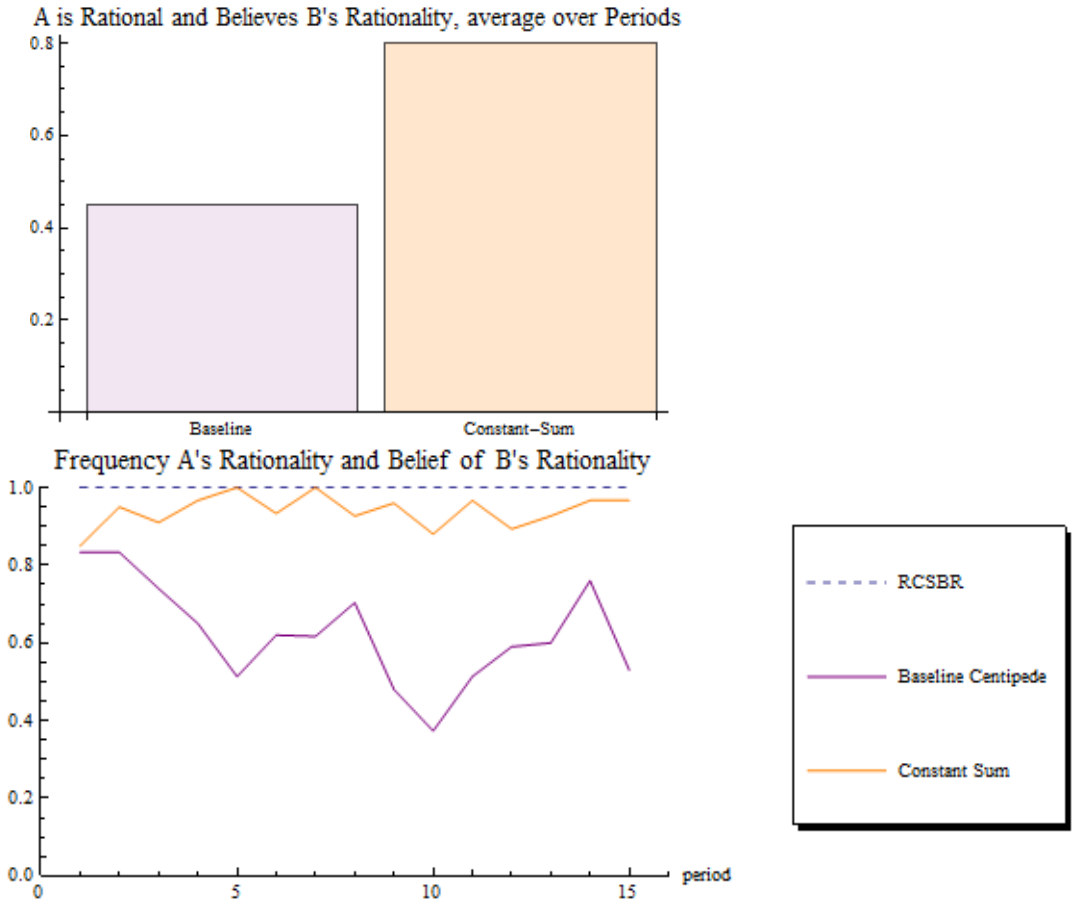 A is Rational and Believes B's Rationality, average over Periods
0.8
0.6
0.4
0.2
Baseline Constant-Sum
Frequency A's Rationality and Belief of B's Rationality
1.0
0.8
0.6
0.4
0.2
0.0
0 5 10 15 period
RCSBR
Baseline Centipede
Constant Sum